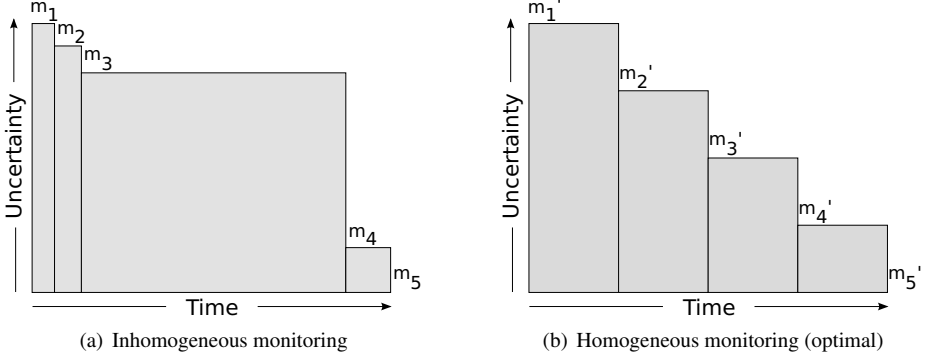 m1
m2
m3
m4
m5
Uncertainty
Time
(a) Inhomogeneous monitoring
m1'
m2'
m3'
m4'
m5'
Uncertainty
Time
(b) Homogeneous monitoring (optimal)